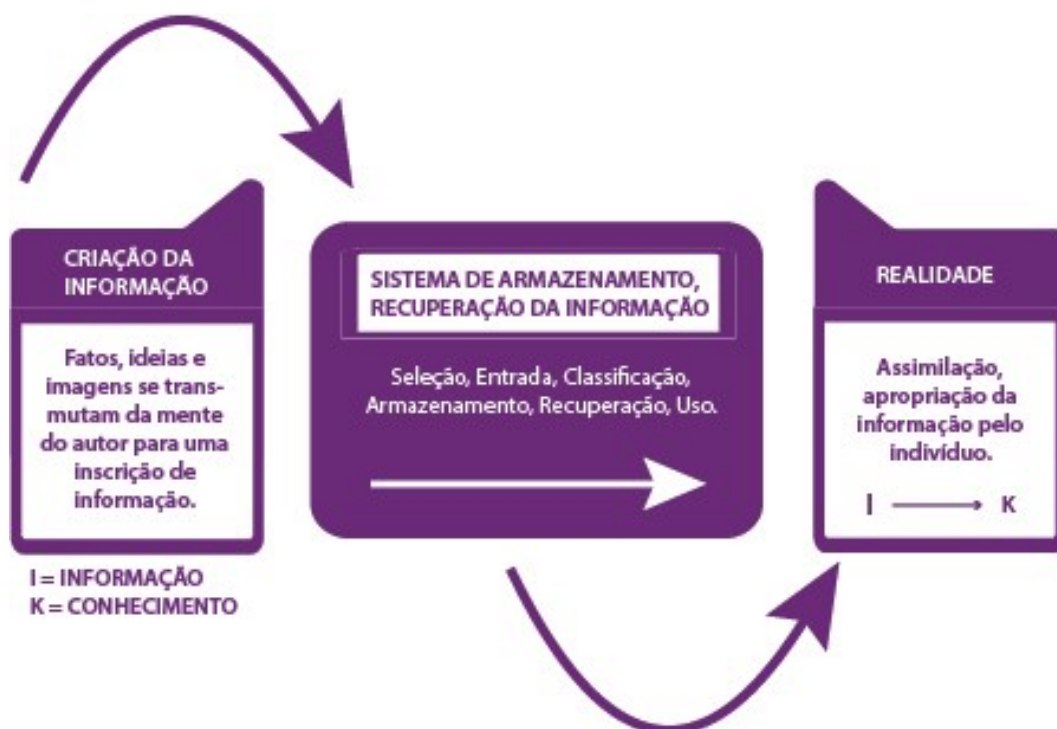 CRIAÇÃO DA
INFORMAÇÃO
Fatos, ideias e
imagens se trans-
mutam da mente
do autor para uma
inscrição de
informação.
I = INFORMAÇÃO
K = CONHECIMENTO
SISTEMA DE ARMAZENAMENTO,
RECUPERAÇÃO DA INFORMAÇÃO
Seleção, Entrada, Classificação,
Armazenamento, Recuperação, Uso.
REALIDADE
Assimilação,
apropriação da
informação pelo
indivíduo.
I K